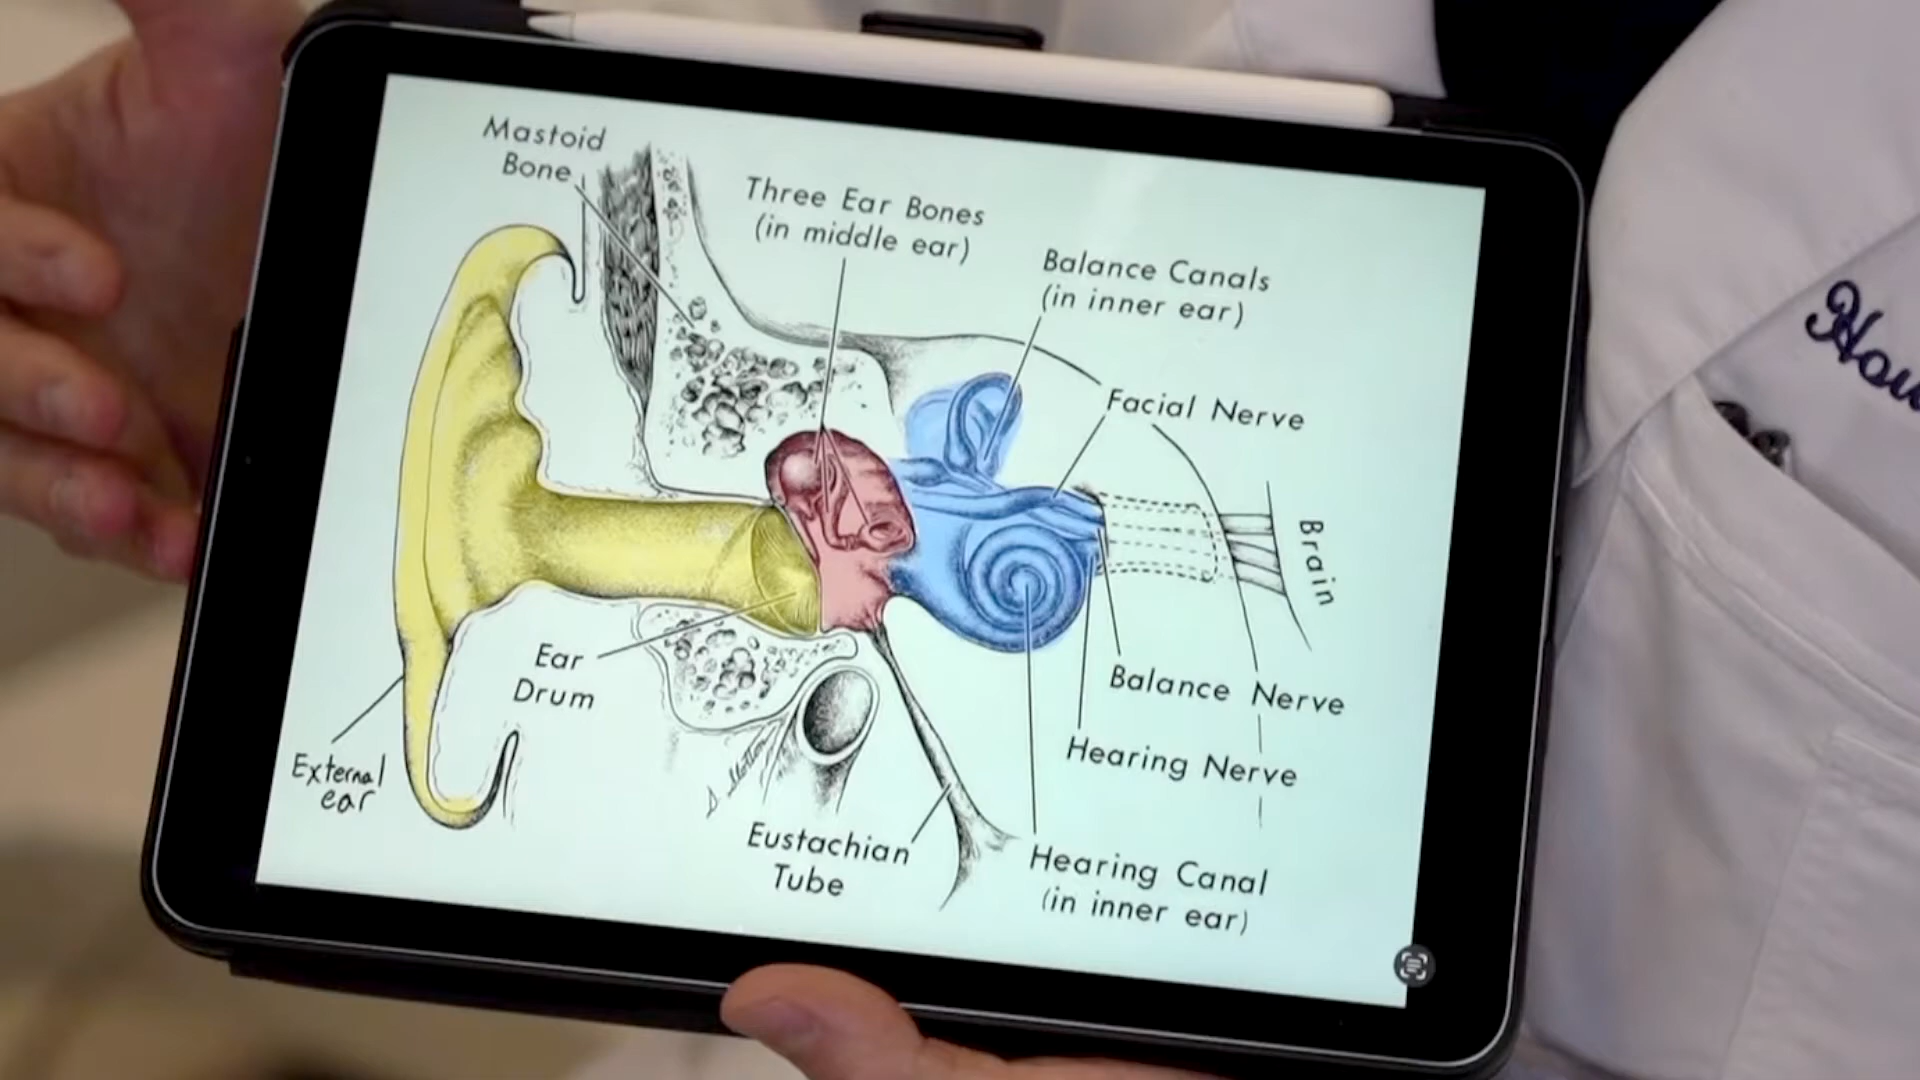 Mastoid
Bone
Three Ear Bones
(in middle ear)
Balance Canals
(in inner ear)
Facial Nerve
Brain
Ear
Drum
Balance Nerve
Hearing Nerve
External
ear
Eustachian
Tube
Hearing Canal
(in inner ear)